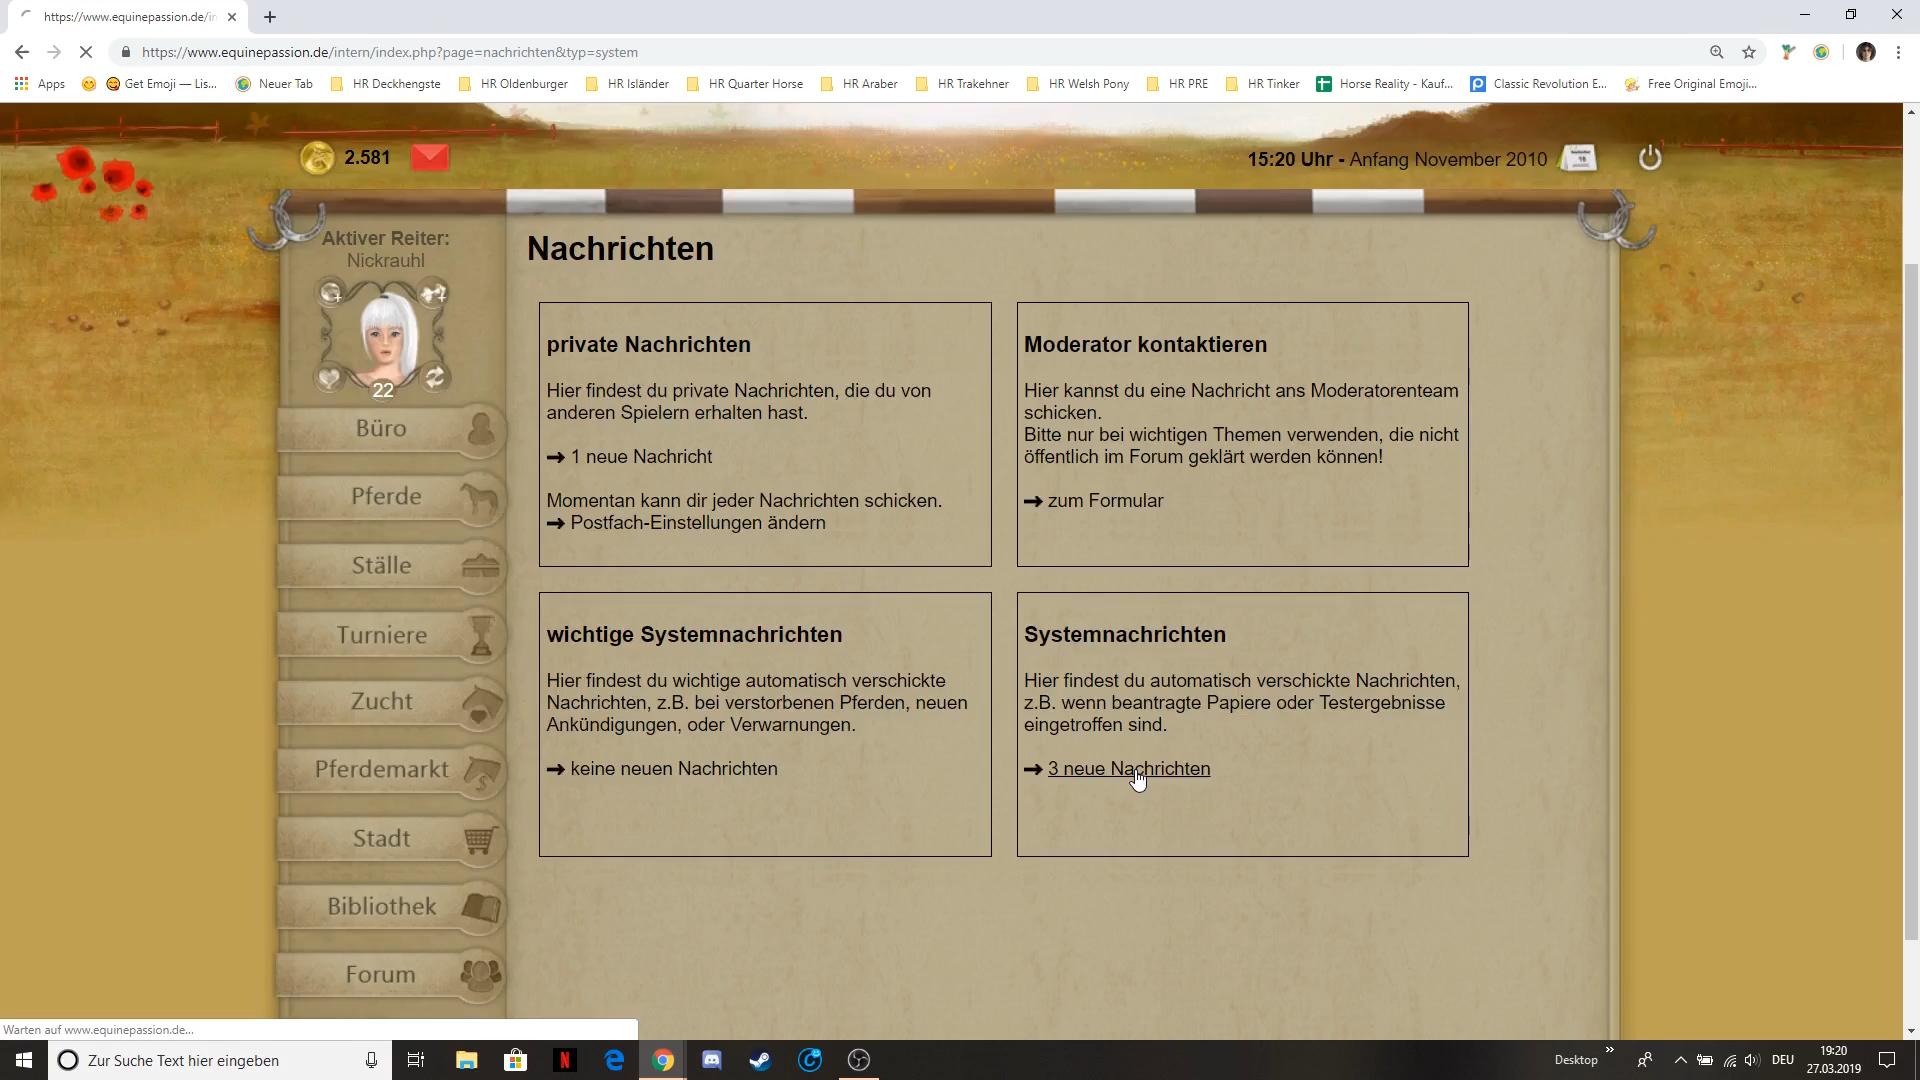 https://www.equinepassion.de/in
https://www.equinepassion.de/intern/index.php?page=nachrichten&typ=system
Apps
Get Emoji — Lis...
Neuer Tab
HR Deckhengste
HR Oldenburger
HR Isländer
HR Quarter Horse
HR Araber
HR Trakehner
HR Welsh Pony
HR PRE
HR Tinker
Horse Reality - Kauf...
Classic Revolution E...
Free Original Emoji...
2.581
15:20 Uhr - Anfang November 2010
Aktiver Reiter:
Nickrauhl
22
Büro
Pferde
Ställe
Turniere
Zucht
Pferdemarkt
Stadt
Bibliothek
Forum
Nachrichten
private Nachrichten
Hier findest du private Nachrichten, die du von
anderen Spielern erhalten hast.
➞ 1 neue Nachricht
Momentan kann dir jeder Nachrichten schicken.
➞ Postfach-Einstellungen ändern
Moderator kontaktieren
Hier kannst du eine Nachricht ans Moderatorenteam
schicken.
Bitte nur bei wichtigen Themen verwenden, die nicht
öffentlich im Forum geklärt werden können!
➞ zum Formular
wichtige Systemnachrichten
Hier findest du wichtige automatisch verschickte
Nachrichten, z.B. bei verstorbenen Pferden, neuen
Ankündigungen, oder Verwarnungen.
➞ keine neuen Nachrichten
Systemnachrichten
Hier findest du automatisch verschickte Nachrichten,
z.B. wenn beantragte Papiere oder Testergebnisse
eingetroffen sind.
➞ 3 neue Nachrichten
Warten auf www.equinepassion.de...
Zur Suche Text hier eingeben
Desktop
DEU
19:20
27.03.2019